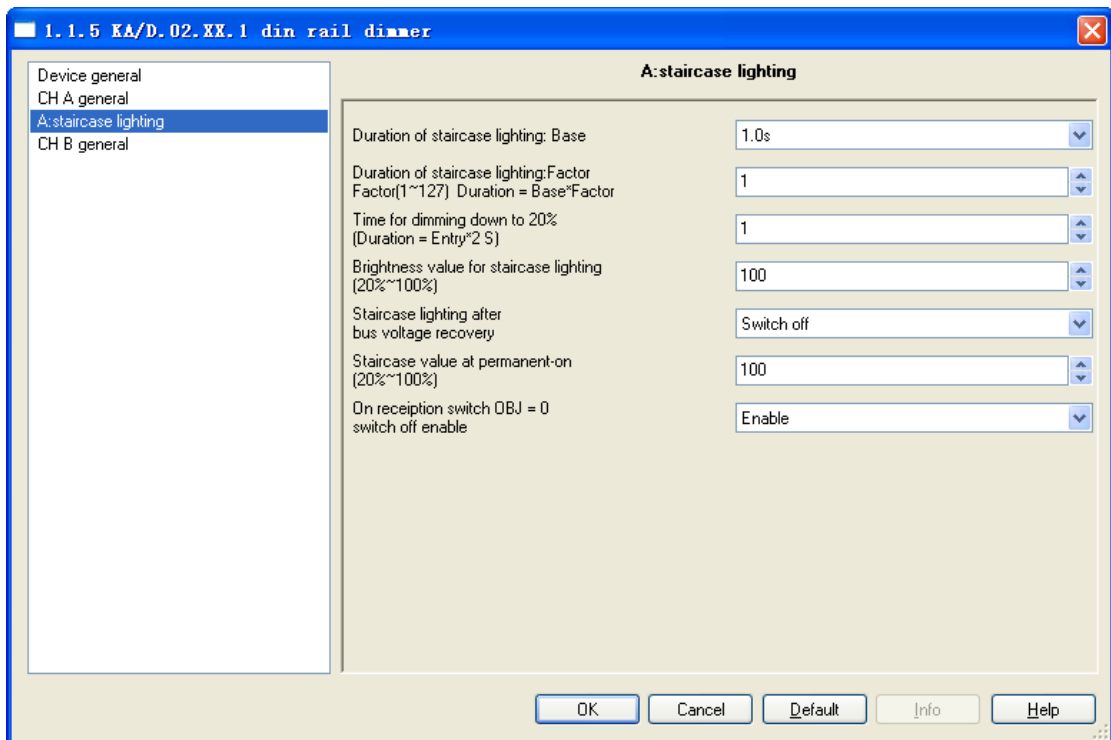 1.1.5 KA/D.02.XX.1 din rail dimmer
Device general
CH A general
A:staircase lighting
CH B general
A:staircase lighting
Duration of staircase lighting: Base
1.0s
Duration of staircase lighting:Factor
Factor(1~127) Duration = Base*Factor
1
Time for dimming down to 20%
(Duration = Entry*2 S)
1
Brightness value for staircase lighting
(20%~100%)
100
Staircase lighting after
bus voltage recovery
Switch off
Staircase value at permanent-on
(20%~100%)
100
On receiption switch OBJ = 0
switch off enable
Enable
OK
Cancel
Default
Info
Help